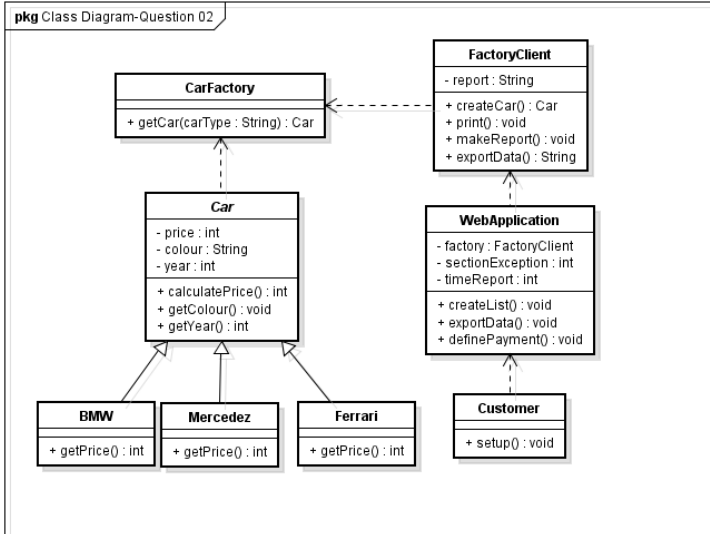 pkg Class Diagram-Question 02
CarFactory
+ getCar(carType : String) : Car
FactoryClient
- report : String
+ createCar() : Car
+ print() : void
+ makeReport() : void
+ exportData() : String
Car
- price : int
- colour : String
- year : int
+ calculatePrice() : int
+ getColour() : void
+ getYear() : int
WebApplication
- factory : FactoryClient
- sectionException : int
- timeReport : int
+ createList() : void
+ exportData() : void
+ definePayment() : void
BMW
+ getPrice() : int
Mercedez
+ getPrice() : int
Ferrari
+ getPrice() : int
Customer
+ setup() : void